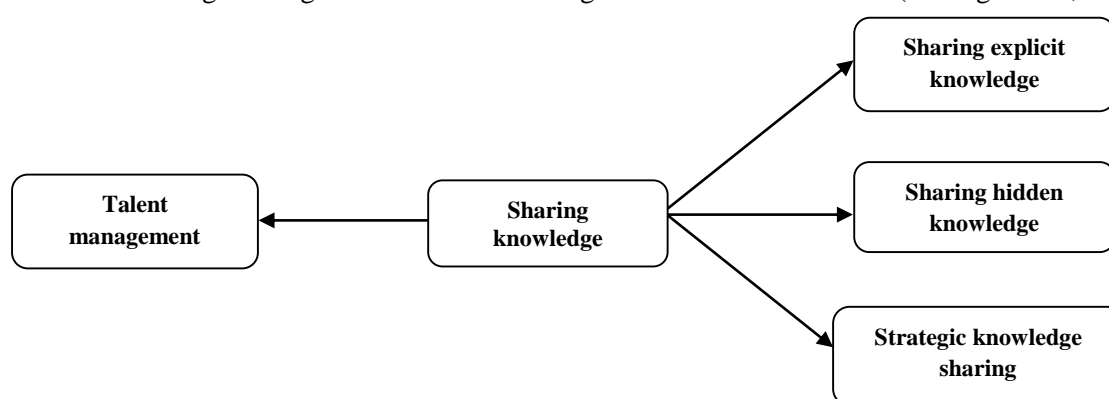 Sharing explicit
knowledge
Talent
management
Sharing
knowledge
Sharing hidden
knowledge
Strategic knowledge
sharing